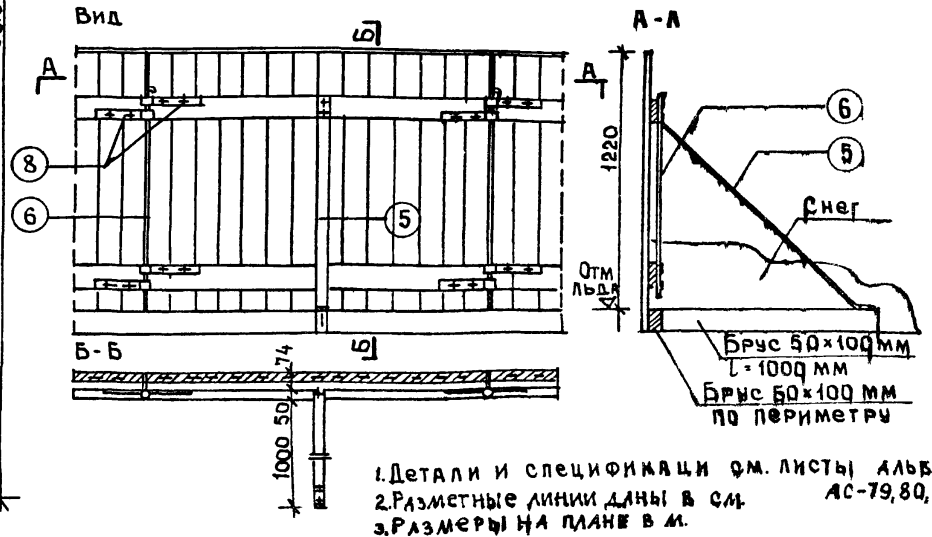 Вид
Б
А-А
А
А
6
8
5
1220
6
5
Снег
Отм
льда
Б-Б
Б
74
50
1000
Брус 50×100 мм
l=1000 мм
Брус 50×100 мм
по периметру
1. Детали и спецификаци см. листы альб
АС-79,80,
2. Разметные линии даны в см.
3. Размеры на плане в м.